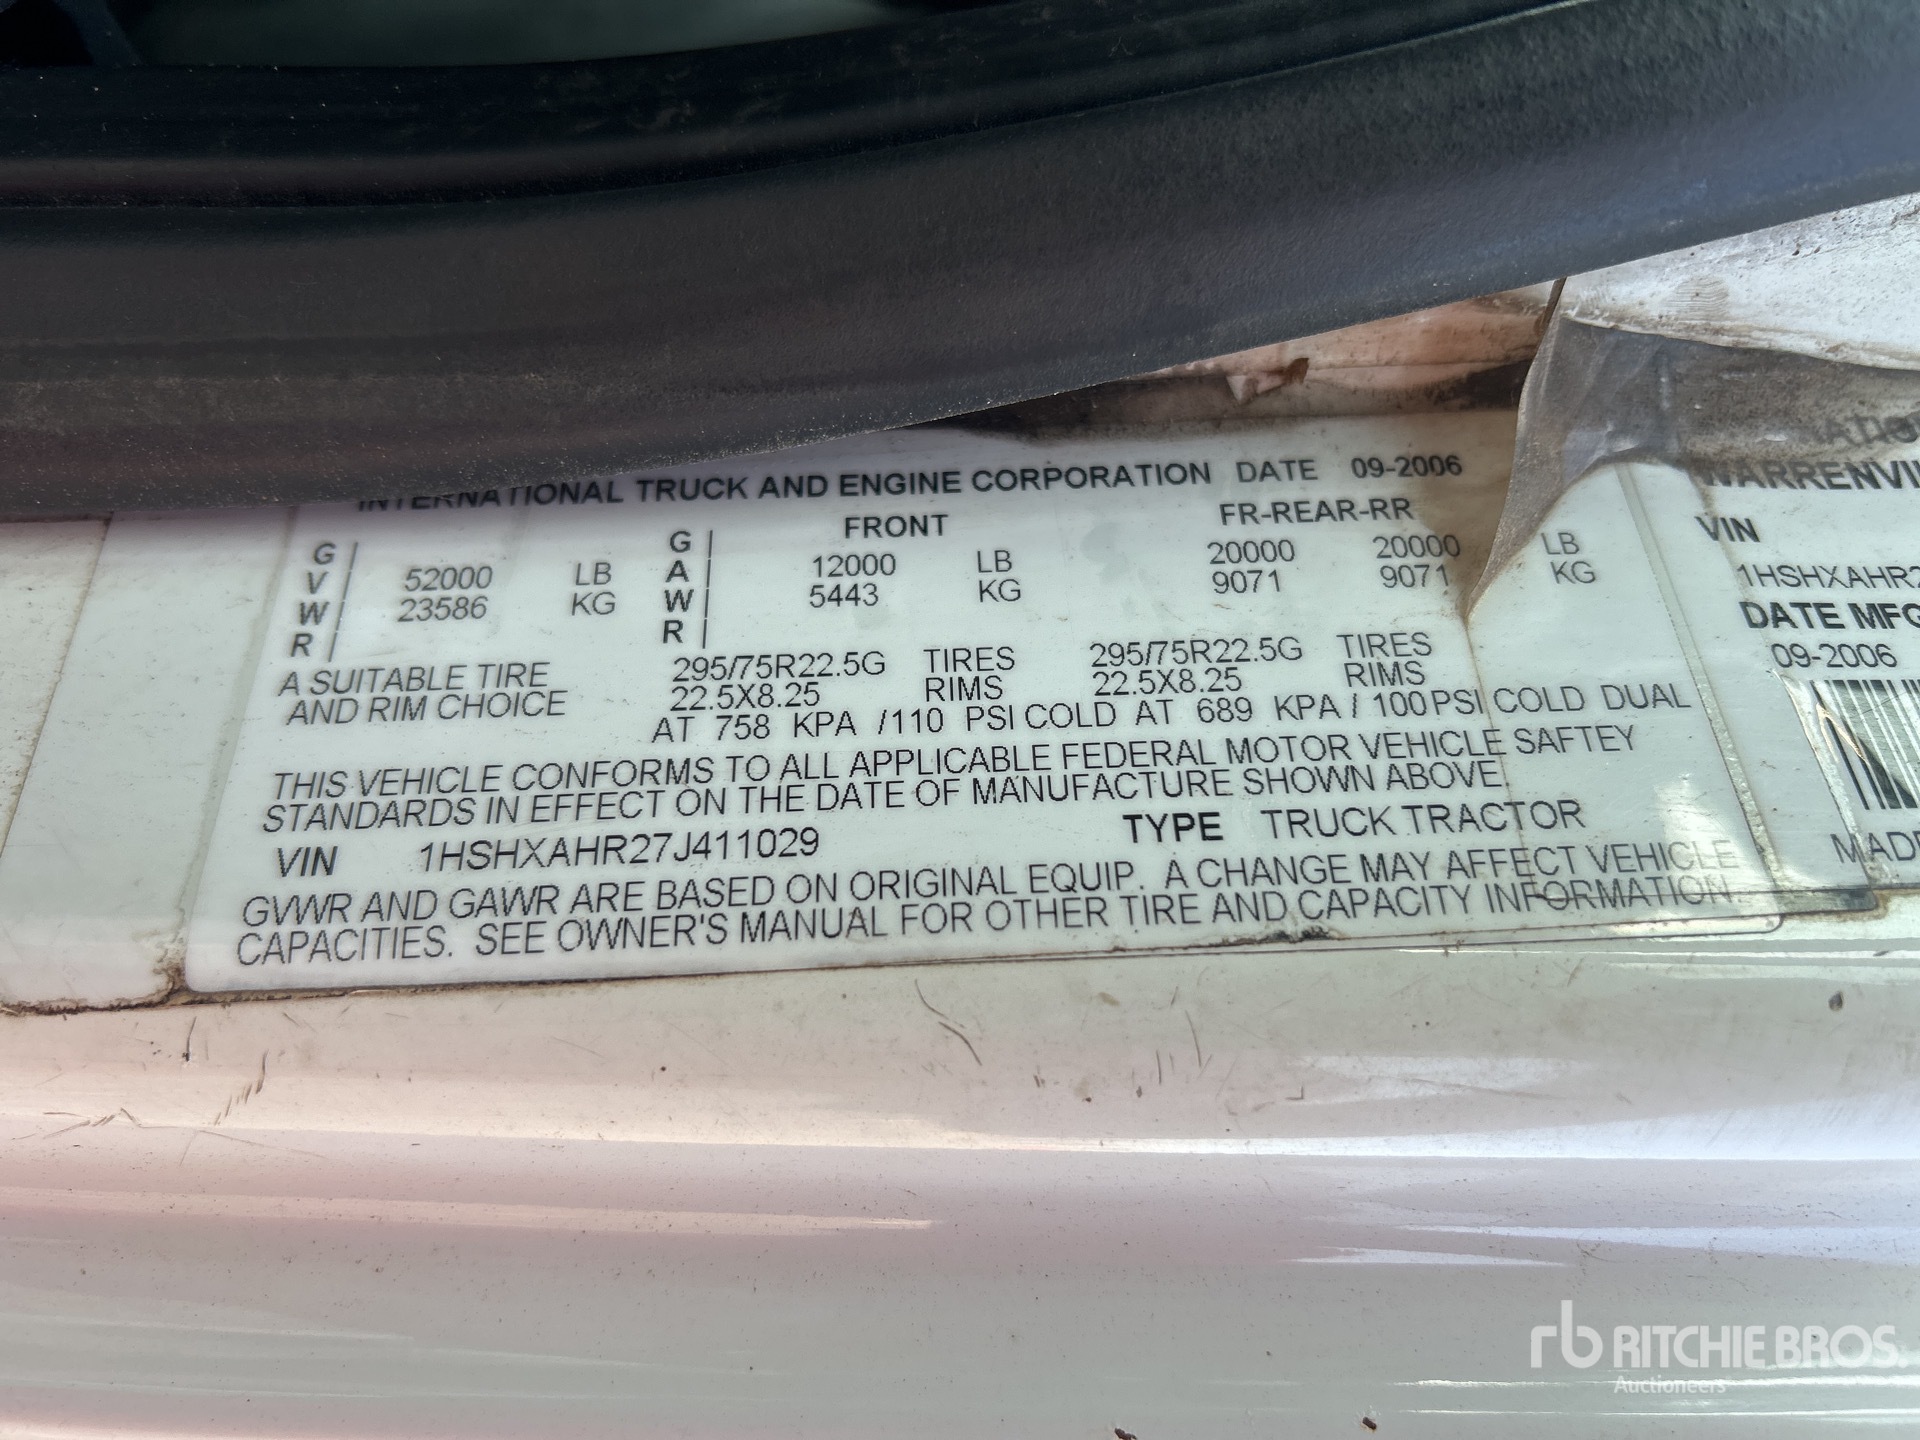 INTERNATIONAL TRUCK AND ENGINE CORPORATION DATE 09-2006
FRONT FR-REAR-RR
G G
V 52000 LB A 12000 LB 20000 20000 LB
W 23586 KG W 5443 KG 9071 9071 KG
R R
A SUITABLE TIRE 295/75R22.5G TIRES 295/75R22.5G TIRES
AND RIM CHOICE 22.5X8.25 RIMS 22.5X8.25 RIMS
AT 758 KPA /110 PSI COLD AT 689 KPA / 100 PSI COLD DUAL
THIS VEHICLE CONFORMS TO ALL APPLICABLE FEDERAL MOTOR VEHICLE SAFTEY
STANDARDS IN EFFECT ON THE DATE OF MANUFACTURE SHOWN ABOVE.
VIN 1HSHXAHR27J411029 TYPE TRUCK TRACTOR
GVWR AND GAWR ARE BASED ON ORIGINAL EQUIP. A CHANGE MAY AFFECT VEHICLE
CAPACITIES. SEE OWNER'S MANUAL FOR OTHER TIRE AND CAPACITY INFORMATION.
WARRENVI
VIN
1HSHXAHR2
DATE MFG
09-2006
MADE
rb RITCHIE BROS.
Auctioneers